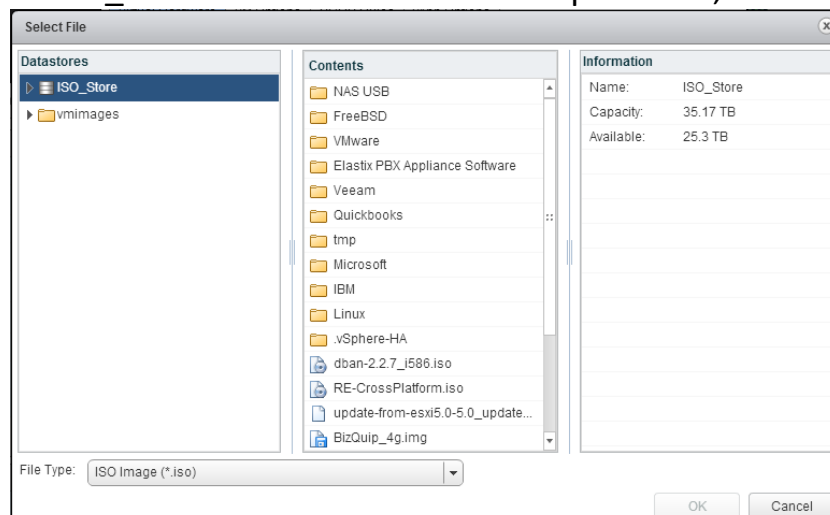 Select File
Datastores
ISO_Store
vmimages
Contents
NAS USB
FreeBSD
VMware
Elastix PBX Appliance Software
Veeam
Quickbooks
tmp
Microsoft
IBM
Linux
.vSphere-HA
dban-2.2.7_i586.iso
RE-CrossPlatform.iso
update-from-esxi5.0-5.0_update...
BizQuip_4g.img
Information
Name: ISO_Store
Capacity: 35.17 TB
Available: 25.3 TB
File Type: ISO Image (*.iso)
OK Cancel